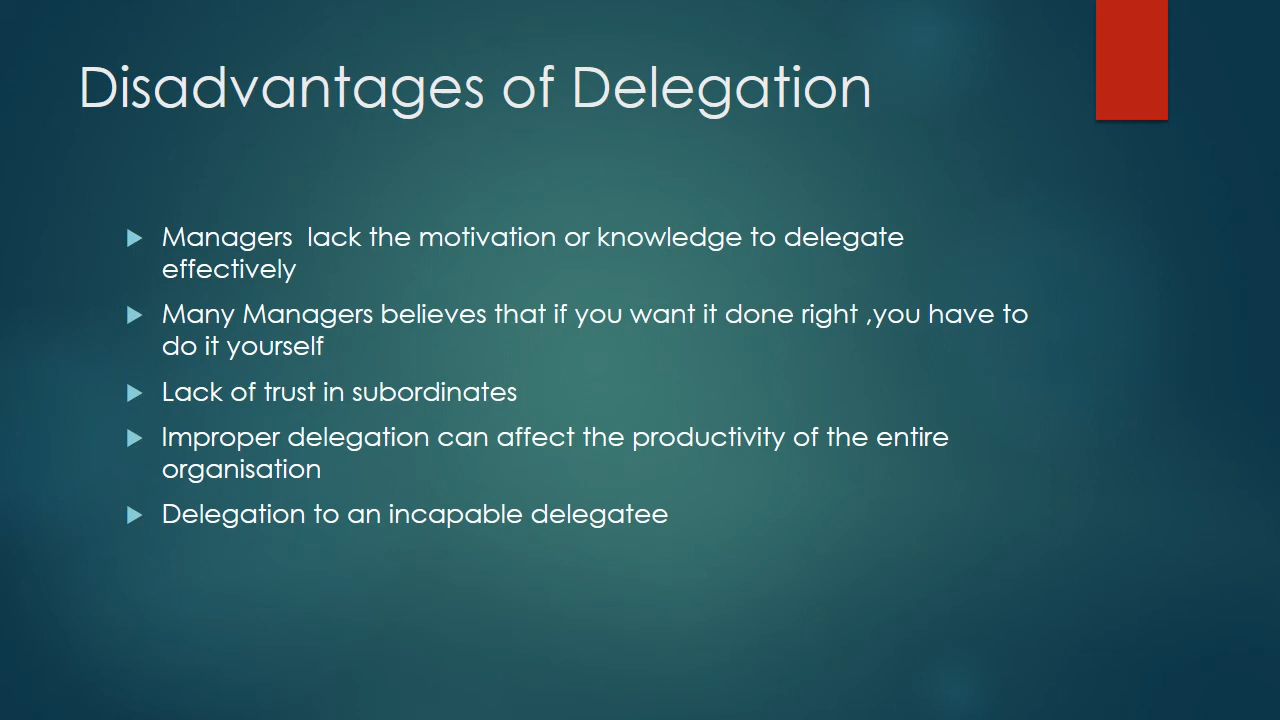 Disadvantages of Delegation
Managers  lack the motivation or knowledge to delegate
effectively
Many Managers believes that if you want it done right ,you have to
do it yourself
Lack of trust in subordinates
Improper delegation can affect the productivity of the entire
organisation
Delegation to an incapable delegatee